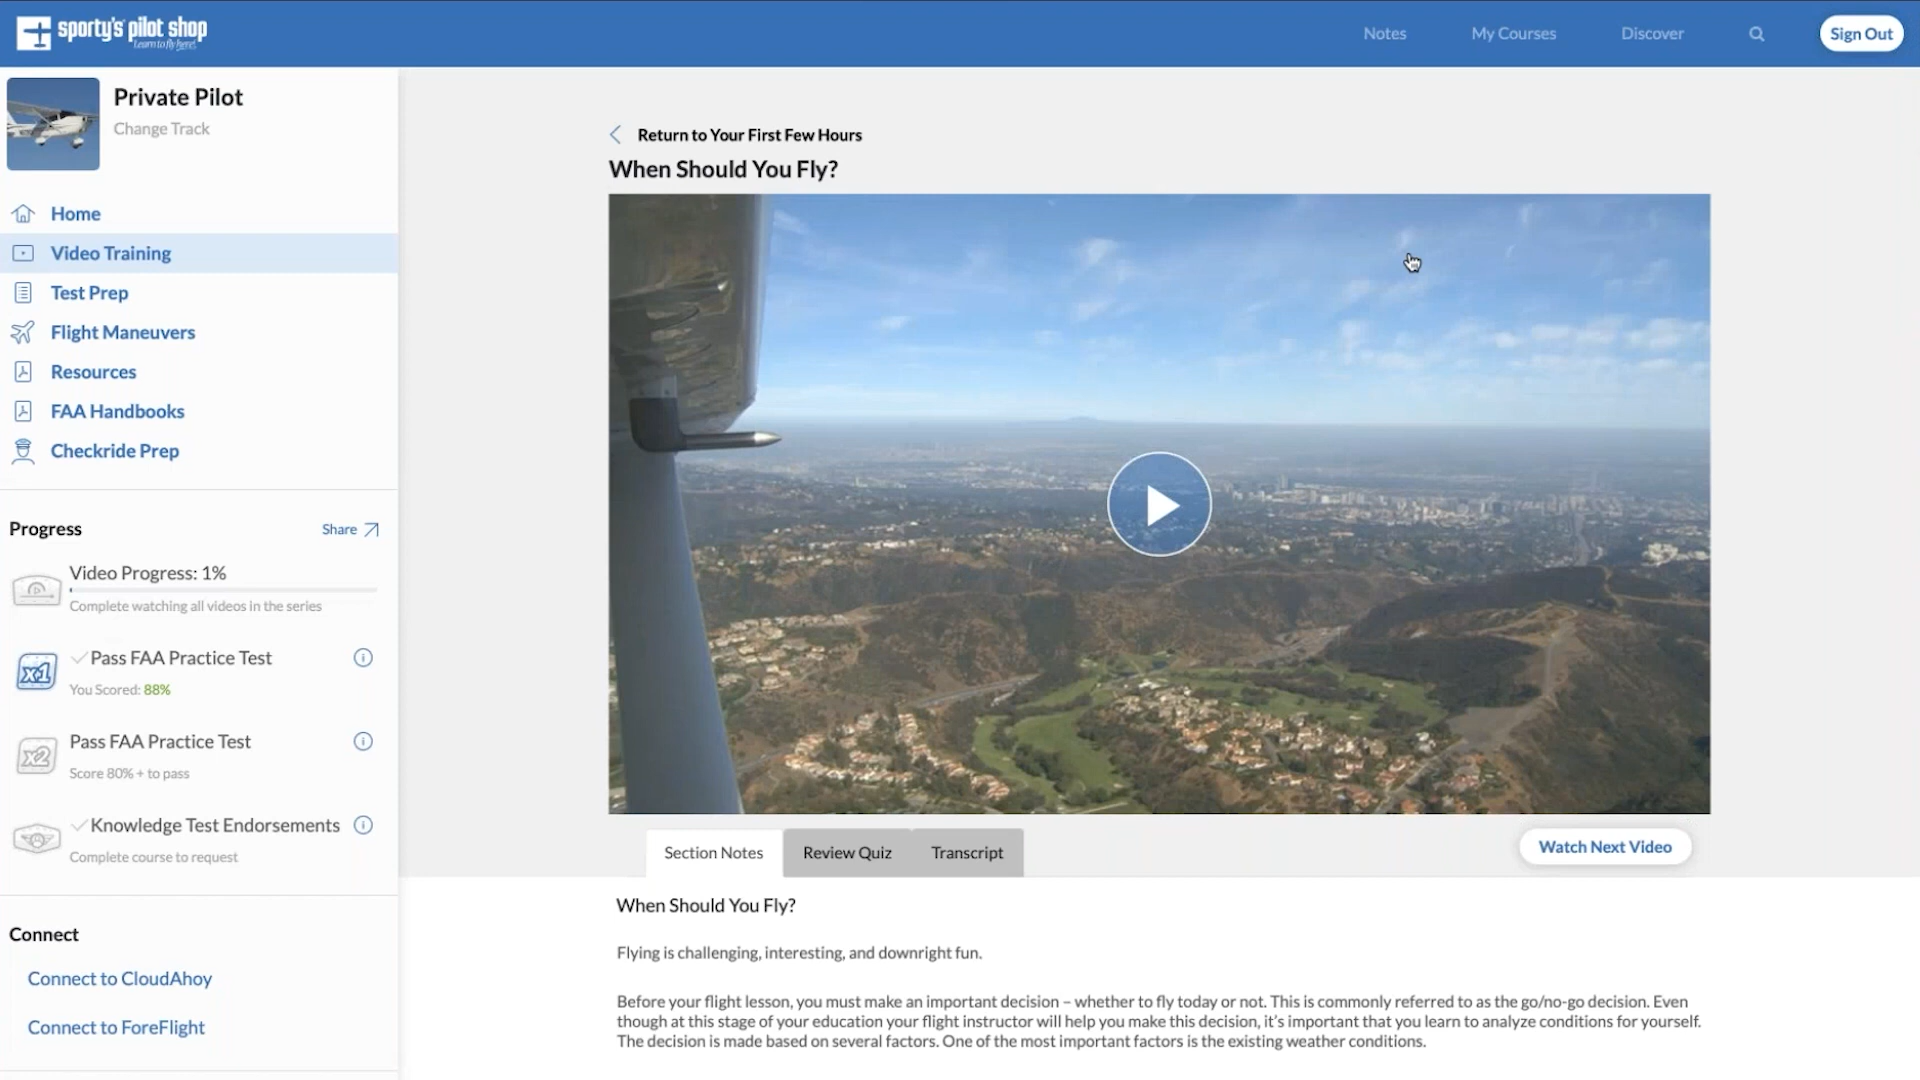 sporty's pilot shop
Learn to fly here!
Notes
My Courses
Discover
Sign Out
Private Pilot
Change Track
Home
Video Training
Test Prep
Flight Maneuvers
Resources
FAA Handbooks
Checkride Prep
Progress
Share
Video Progress: 1%
Complete watching all videos in the series
x1
Pass FAA Practice Test
You Scored: 88%
x2
Pass FAA Practice Test
Score 80% + to pass
Knowledge Test Endorsements
Complete course to request
Connect
Connect to CloudAhoy
Connect to ForeFlight
Return to Your First Few Hours
When Should You Fly?
Section Notes
Review Quiz
Transcript
Watch Next Video
When Should You Fly?
Flying is challenging, interesting, and downright fun.
Before your flight lesson, you must make an important decision – whether to fly today or not. This is commonly referred to as the go/no-go decision. Even
though at this stage of your education your flight instructor will help you make this decision, it's important that you learn to analyze conditions for yourself.
The decision is made based on several factors. One of the most important factors is the existing weather conditions.